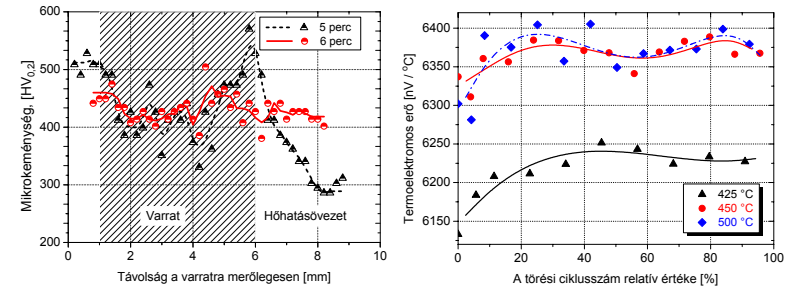 600
500
400
300
200
0
2
4
6
8
10
Mikrokeménység, [HV0,2]
Távolság a varratra merőlegesen [mm]
5 perc
6 perc
Varrat
Hőhatásövezet
6400
6350
6300
6250
6200
6150
0
20
40
60
80
100
Termoelektromos erő [nV / °C]
A törési ciklusszám relatív értéke [%]
425 °C
450 °C
500 °C